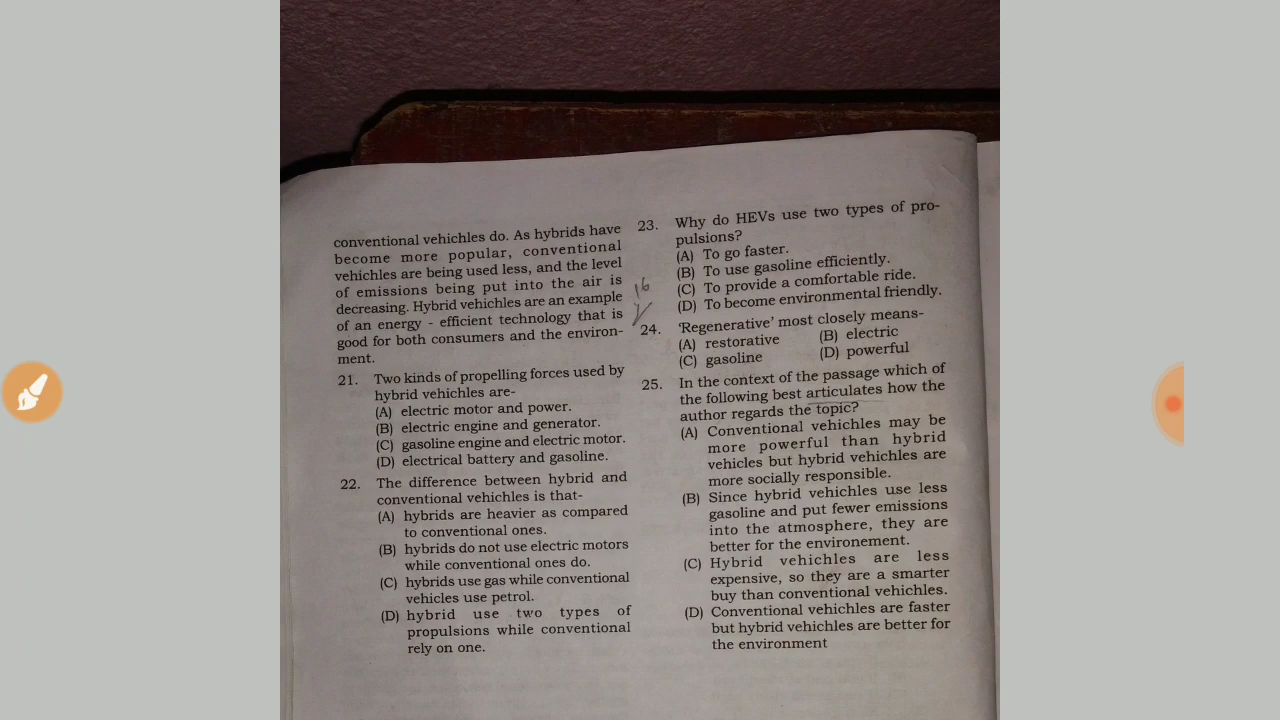 conventional vehichles do. As hybrids have
become more popular, conventional
vehichles are being used less, and the level
of emissions being put into the air is
decreasing. Hybrid vehichles are an example
of an energy - efficient technology that is
good for both consumers and the environ-
ment.
21. Two kinds of propelling forces used by
hybrid vehichles are-
(A) electric motor and power.
(B) electric engine and generator.
(C) gasoline engine and electric motor.
(D) electrical battery and gasoline.
22. The difference between hybrid and
conventional vehichles is that-
(A) hybrids are heavier as compared
to conventional ones.
(B) hybrids do not use electric motors
while conventional ones do.
(C) hybrids use gas while conventional
vehicles use petrol.
(D) hybrid use two types of
propulsions while conventional
rely on one.
23. Why do HEVs use two types of pro-
pulsions?
(A) To go faster.
(B) To use gasoline efficiently.
(C) To provide a comfortable ride.
(D) To become environmental friendly.
16
24. 'Regenerative' most closely means-
(A) restorative (B) electric
(C) gasoline (D) powerful
25. In the context of the passage which of
the following best articulates how the
author regards the topic?
(A) Conventional vehichles may be
more powerful than hybrid
vehicles but hybrid vehichles are
more socially responsible.
(B) Since hybrid vehichles use less
gasoline and put fewer emissions
into the atmosphere, they are
better for the environement.
(C) Hybrid vehichles are less
expensive, so they are a smarter
buy than conventional vehichles.
(D) Conventional vehichles are faster
but hybrid vehichles are better for
the environment